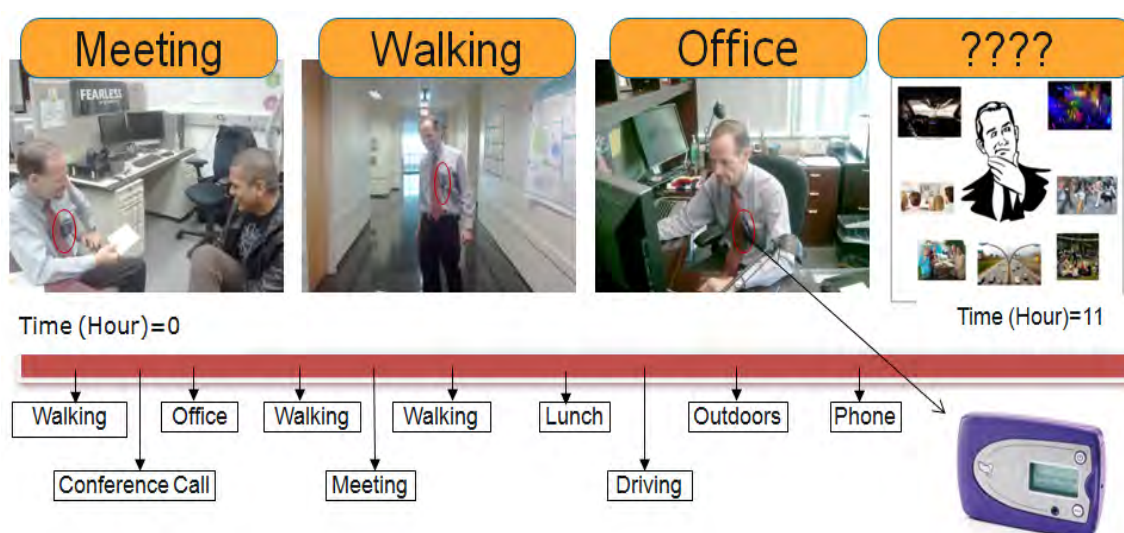 Meeting
Walking
Office
????
FEARLESS
Time (Hour)=0
Time (Hour)=11
Walking
Office
Walking
Walking
Lunch
Outdoors
Phone
Conference Call
Meeting
Driving